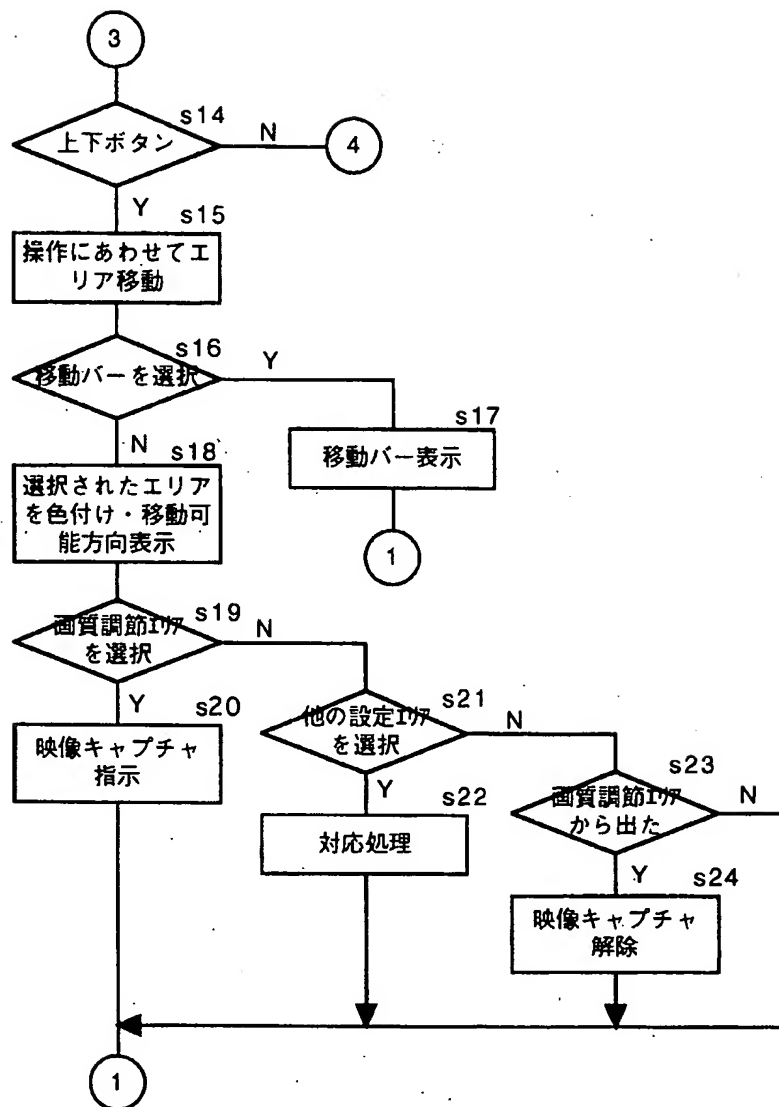 3
s14
上下ボタン
N
4
Y
s15
操作にあわせてエ
リア移動
s16
移動バーを選択
Y
s17
移動バー表示
1
N
s18
選択されたエリア
を色付け・移動可
能方向表示
s19
画質調節ｴﾘｱ
を選択
N
Y
s20
映像キャプチャ
指示
s21
他の設定ｴﾘｱ
を選択
N
Y
s22
対応処理
s23
画質調節ｴﾘｱ
から出た
N
Y
s24
映像キャプチャ
解除
1